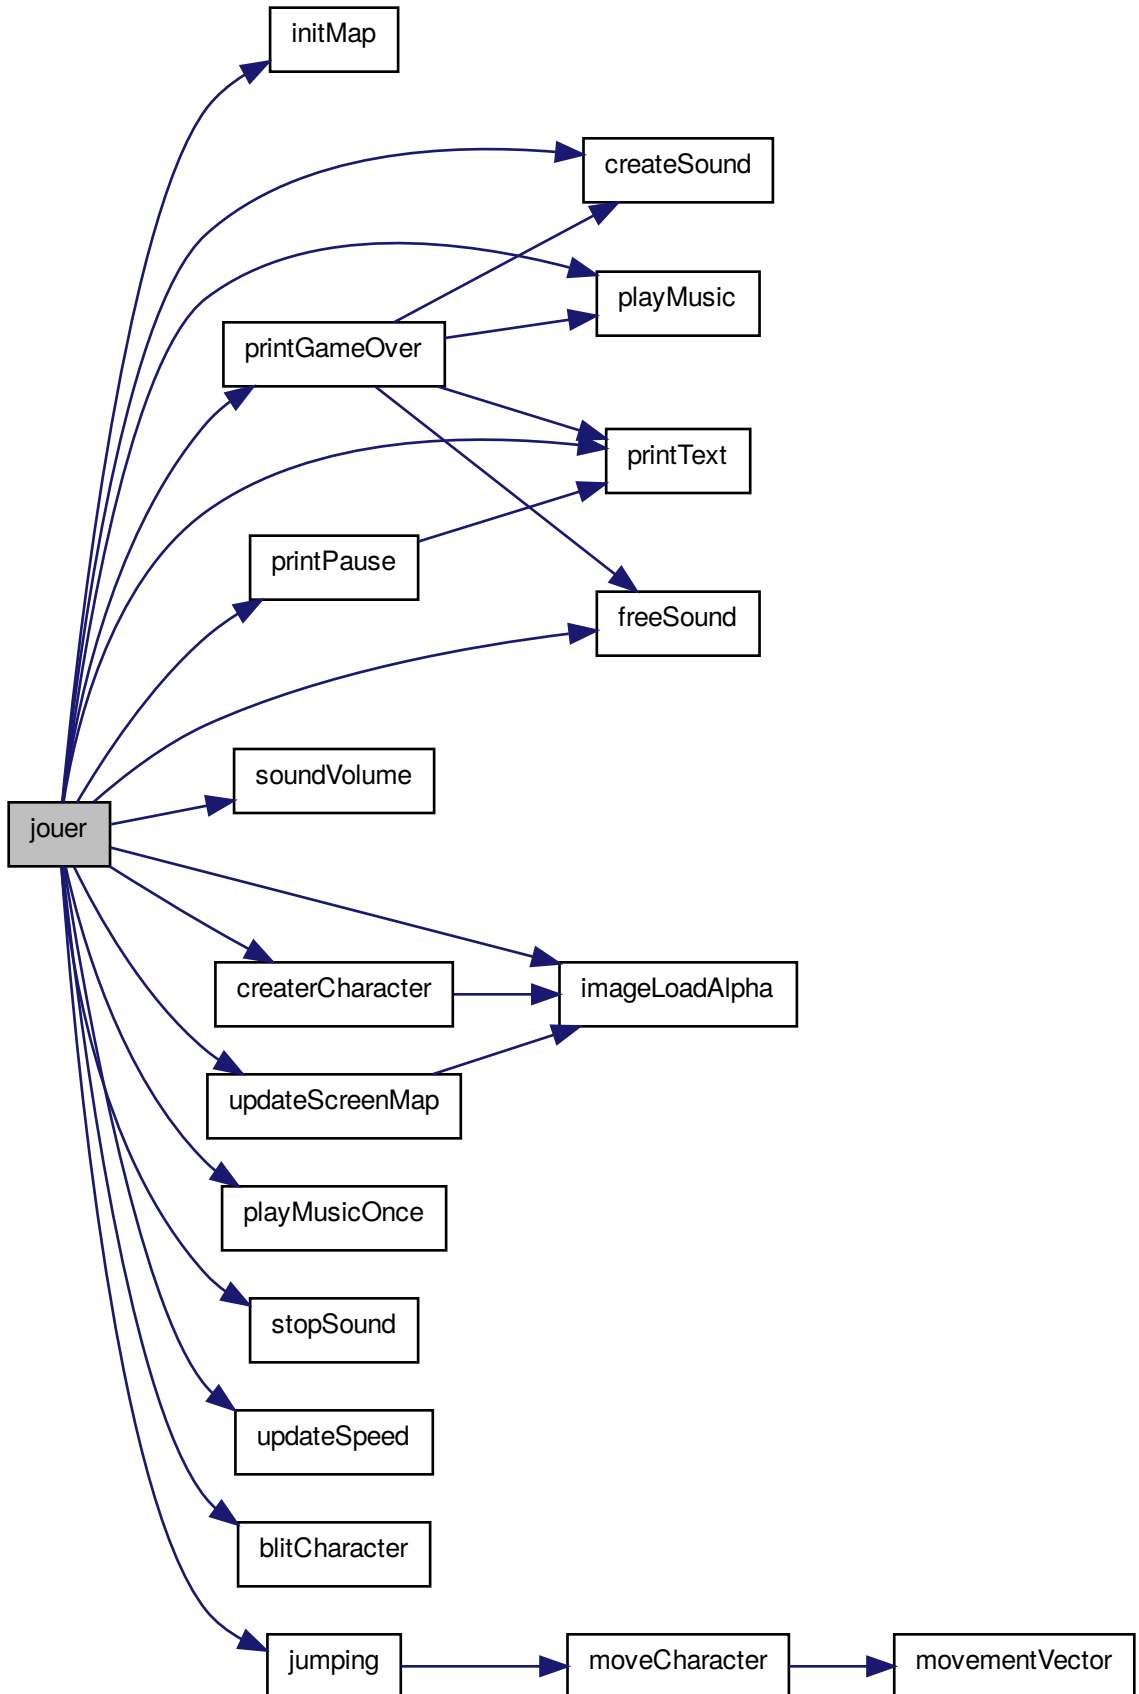 initMap
createSound
playMusic
printGameOver
printText
printPause
freeSound
soundVolume
jouer
createrCharacter
imageLoadAlpha
updateScreenMap
playMusicOnce
stopSound
updateSpeed
blitCharacter
jumping
moveCharacter
movementVector